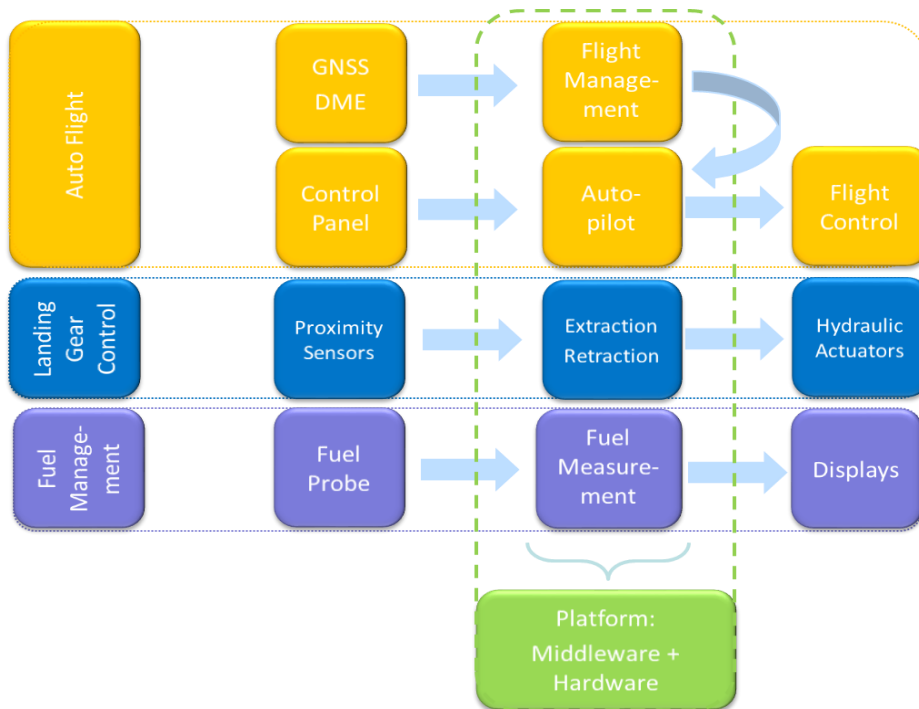 Auto Flight
GNSS
DME
Flight
Manage-
ment
Control
Panel
Auto-
pilot
Flight
Control
Landing
Gear
Control
Proximity
Sensors
Extraction
Retraction
Hydraulic
Actuators
Fuel
Manage-
ment
Fuel
Probe
Fuel
Measure-
ment
Displays
Platform:
Middleware +
Hardware